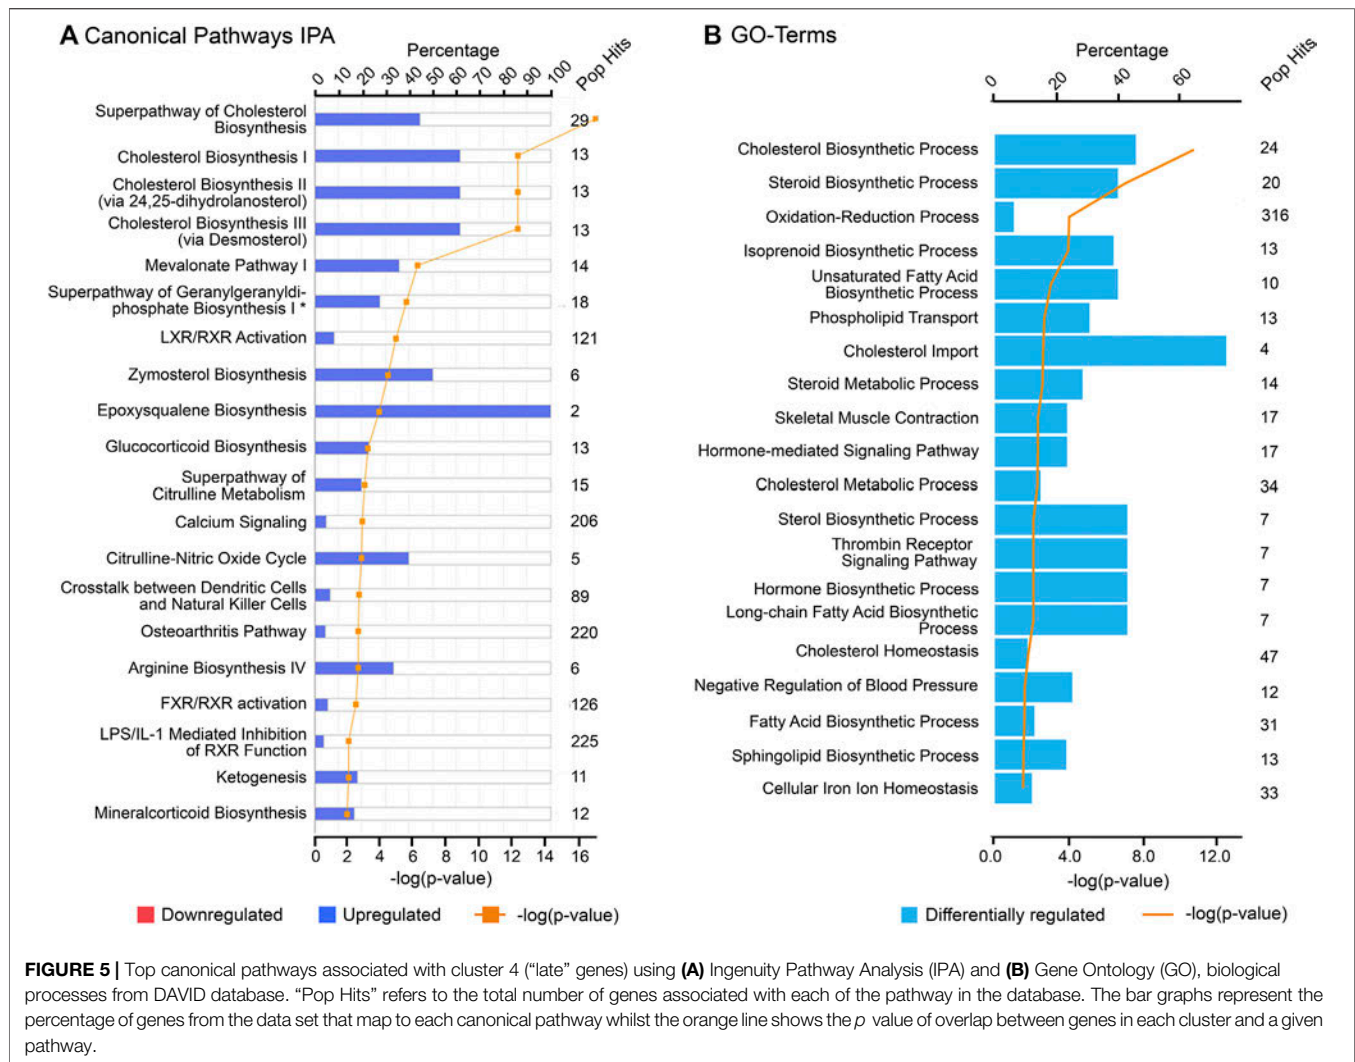 A Canonical Pathways IPA
Percentage
Pop Hits
0 10 20 30 40 50 60 70 80 90 100
Superpathway of Cholesterol
Biosynthesis
29
Cholesterol Biosynthesis I
13
Cholesterol Biosynthesis II
(via 24,25-dihydrolanosterol)
13
Cholesterol Biosynthesis III
(via Desmosterol)
13
Mevalonate Pathway I
14
Superpathway of Geranylgeranyldi-
phosphate Biosynthesis I *
18
LXR/RXR Activation
121
Zymosterol Biosynthesis
6
Epoxysqualene Biosynthesis
2
Glucocorticoid Biosynthesis
13
Superpathway of
Citrulline Metabolism
15
Calcium Signaling
206
Citrulline-Nitric Oxide Cycle
5
Crosstalk between Dendritic Cells
and Natural Killer Cells
89
Osteoarthritis Pathway
220
Arginine Biosynthesis IV
6
FXR/RXR activation
126
LPS/IL-1 Mediated Inhibition
of RXR Function
225
Ketogenesis
11
Mineralcorticoid Biosynthesis
12
0 2 4 6 8 10 12 14 16
-log(p-value)
Downregulated
Upregulated
-log(p-value)
B GO-Terms
Percentage
Pop Hits
0 20 40 60
Cholesterol Biosynthetic Process
24
Steroid Biosynthetic Process
20
Oxidation-Reduction Process
316
Isoprenoid Biosynthetic Process
13
Unsaturated Fatty Acid
Biosynthetic Process
10
Phospholipid Transport
13
Cholesterol Import
4
Steroid Metabolic Process
14
Skeletal Muscle Contraction
17
Hormone-mediated Signaling Pathway
17
Cholesterol Metabolic Process
34
Sterol Biosynthetic Process
7
Thrombin Receptor
Signaling Pathway
7
Hormone Biosynthetic Process
7
Long-chain Fatty Acid Biosynthetic
Process
7
Cholesterol Homeostasis
47
Negative Regulation of Blood Pressure
12
Fatty Acid Biosynthetic Process
31
Sphingolipid Biosynthetic Process
13
Cellular Iron Ion Homeostasis
33
0.0 4.0 8.0 12.0
-log(p-value)
Differentially regulated
-log(p-value)
FIGURE 5 | Top canonical pathways associated with cluster 4 (“late” genes) using (A) Ingenuity Pathway Analysis (IPA) and (B) Gene Ontology (GO), biological
processes from DAVID database. “Pop Hits” refers to the total number of genes associated with each of the pathway in the database. The bar graphs represent the
percentage of genes from the data set that map to each canonical pathway whilst the orange line shows the p value of overlap between genes in each cluster and a given
pathway.